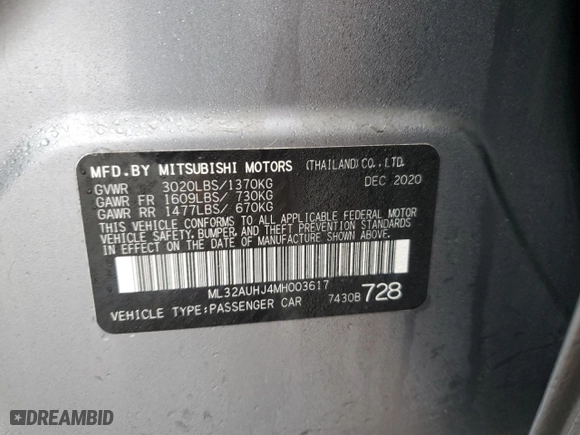 MFD.BY MITSUBISHI MOTORS (THAILAND)CO.,LTD.
GVWR 3020LBS/1370KG DEC 2020
GAWR FR 1609LBS/ 730KG
GAWR RR 1477LBS/ 670KG
THIS VEHICLE CONFORMS TO ALL APPLICABLE FEDERAL MOTOR
VEHICLE SAFETY, BUMPER, AND THEFT PREVENTION STANDARDS
IN EFFECT ON THE DATE OF MANUFACTURE SHOWN ABOVE.
ML32AUHJ4MH003617
VEHICLE TYPE:PASSENGER CAR 7430B 728
DREAMBID